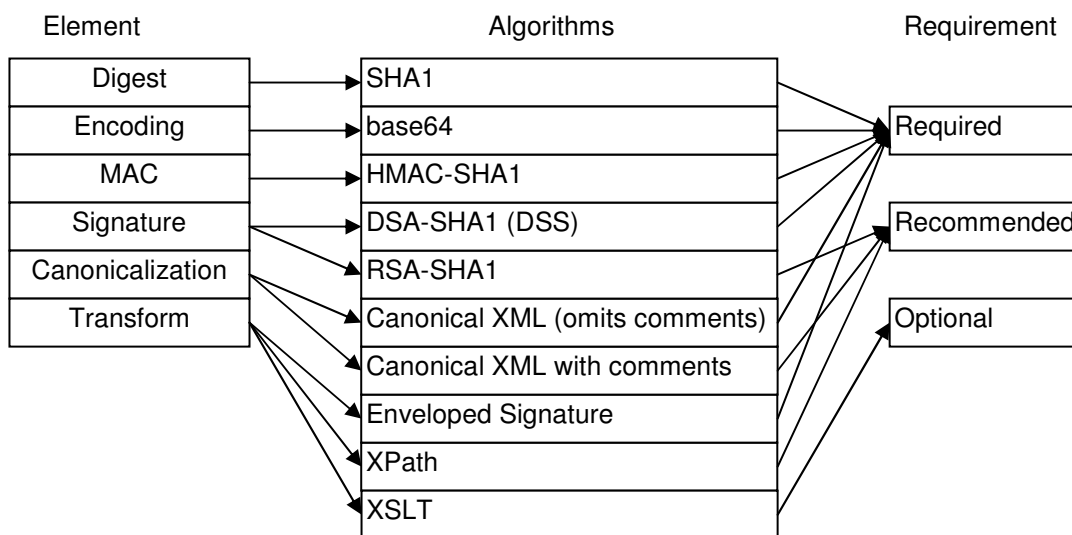 Element
Algorithms
Requirement
Digest
Encoding
MAC
Signature
Canonicalization
Transform
SHA1
base64
HMAC-SHA1
DSA-SHA1 (DSS)
RSA-SHA1
Canonical XML (omits comments)
Canonical XML with comments
Enveloped Signature
XPath
XSLT
Required
Recommended
Optional